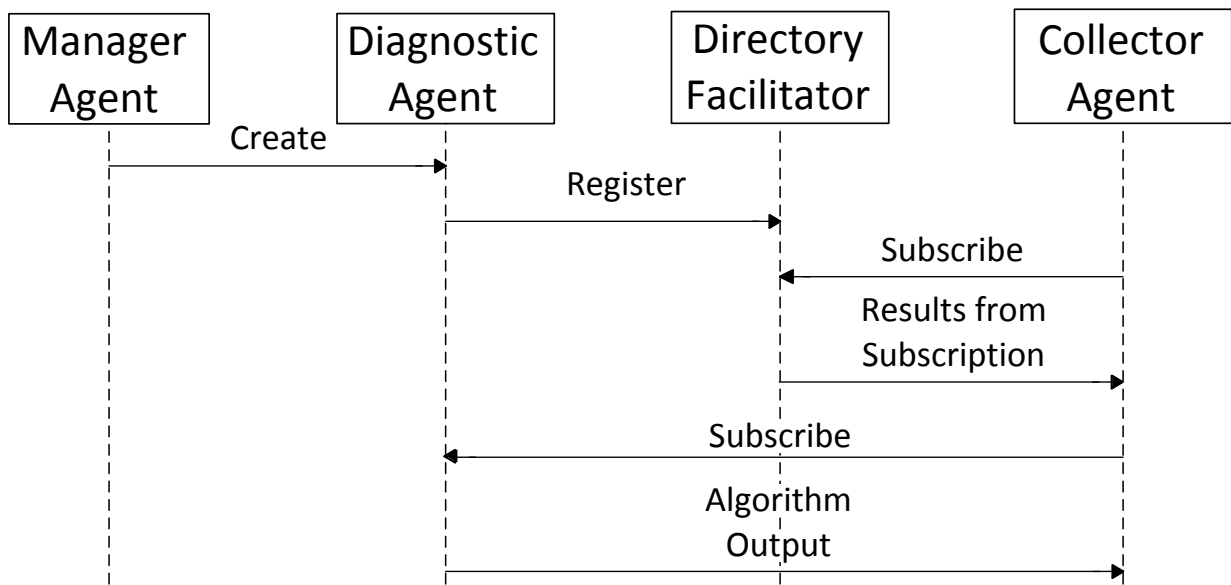 Manager
Agent
Diagnostic
Agent
Directory
Facilitator
Collector
Agent
Create
Register
Subscribe
Results from
Subscription
Subscribe
Algorithm
Output